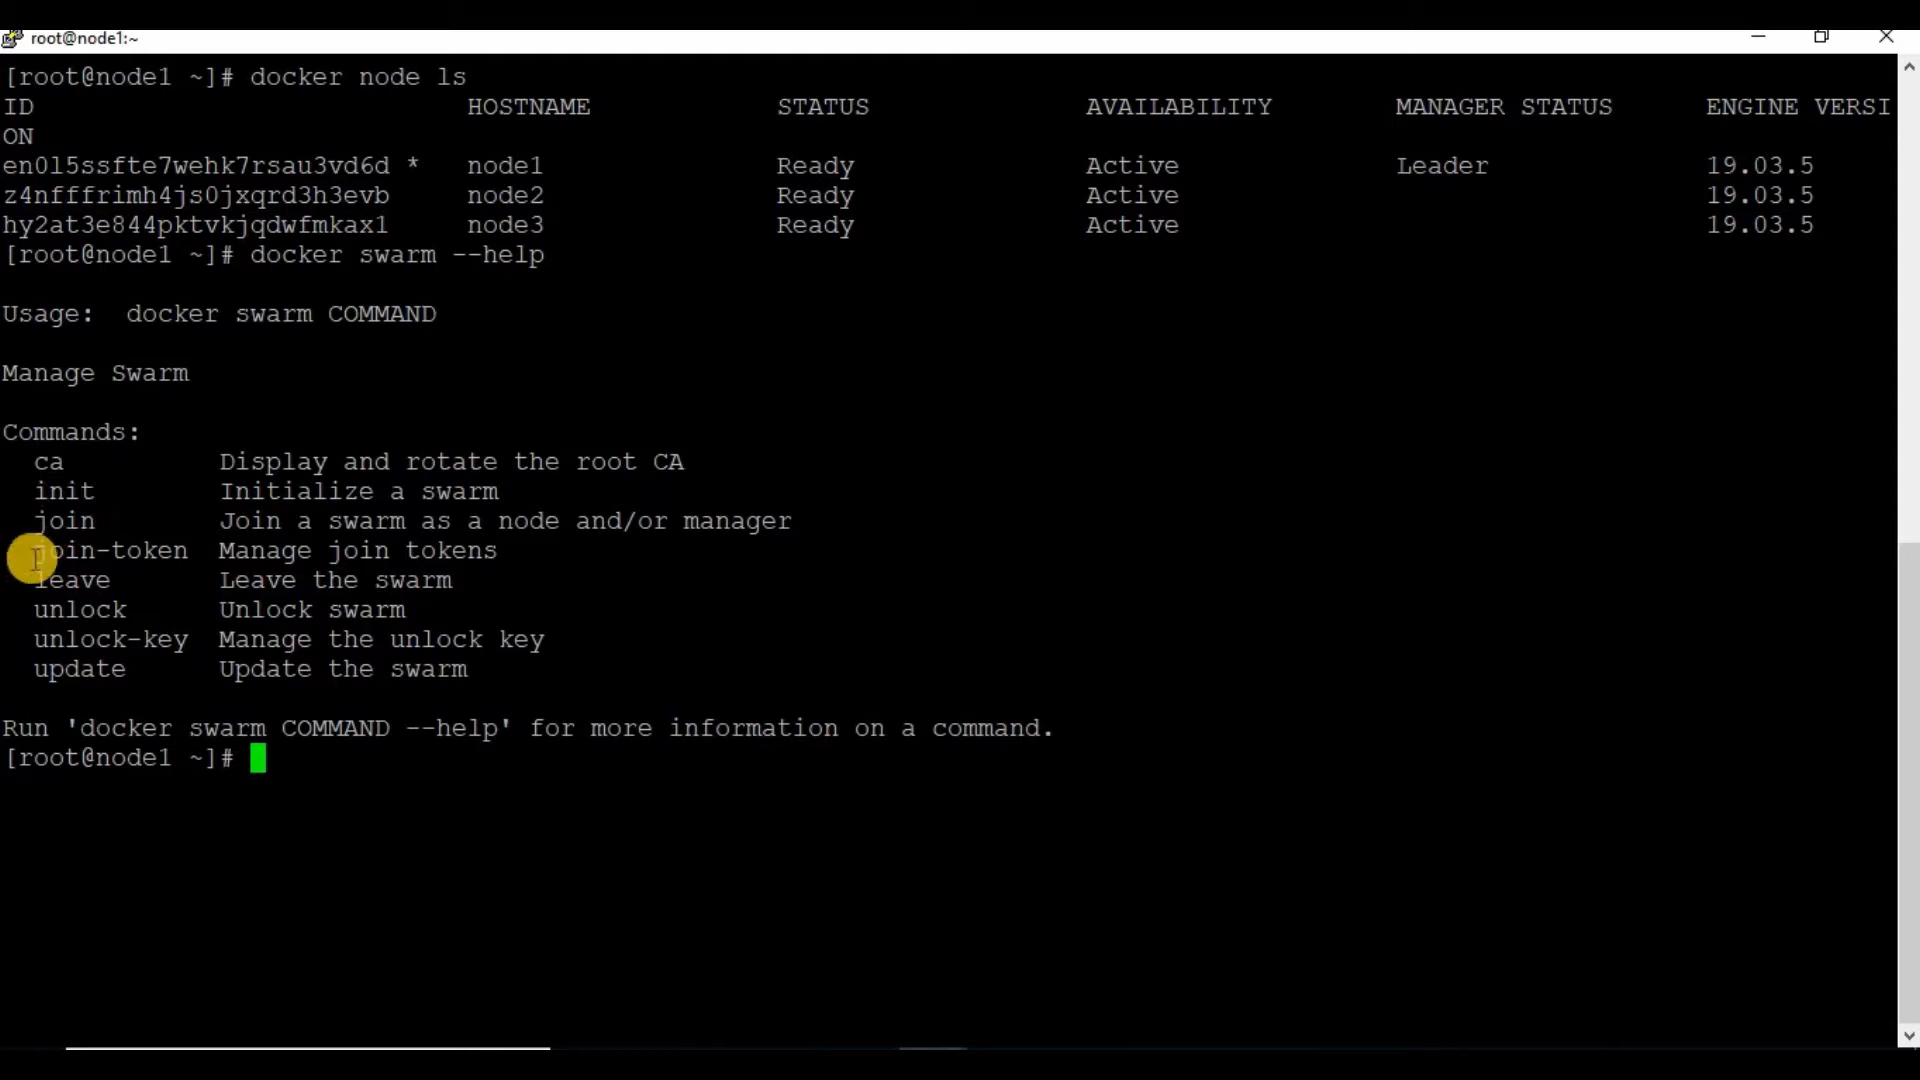 root@node1:~
[root@node1 ~]# docker node ls
ID HOSTNAME STATUS AVAILABILITY MANAGER STATUS ENGINE VERSI
ON
en0l5ssfte7wehk7rsau3vd6d * node1 Ready Active Leader 19.03.5
z4nfffrimh4js0jxqrd3h3evb node2 Ready Active 19.03.5
hy2at3e844pktvkjqdwfmkax1 node3 Ready Active 19.03.5
[root@node1 ~]# docker swarm --help
Usage: docker swarm COMMAND
Manage Swarm
Commands:
ca Display and rotate the root CA
init Initialize a swarm
join Join a swarm as a node and/or manager
join-token Manage join tokens
leave Leave the swarm
unlock Unlock swarm
unlock-key Manage the unlock key
update Update the swarm
Run 'docker swarm COMMAND --help' for more information on a command.
[root@node1 ~]#